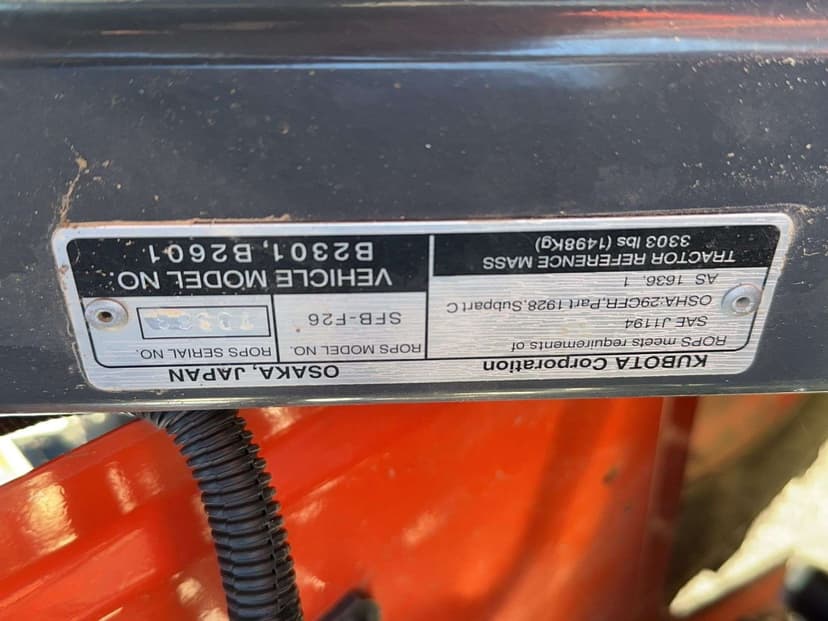 KUBOTA Corporation OSAKA, JAPAN
ROPS meets requirements of
SAE J1194
OSHA:29CFR.Part 1928.Subpart C
AS 1636. 1
TRACTOR REFERENCE MASS
3303 lbs (1498Kg)
ROPS MODEL NO.
SFB-F26
ROPS SERIAL NO.
VEHICLE MODEL NO.
B2301, B2601